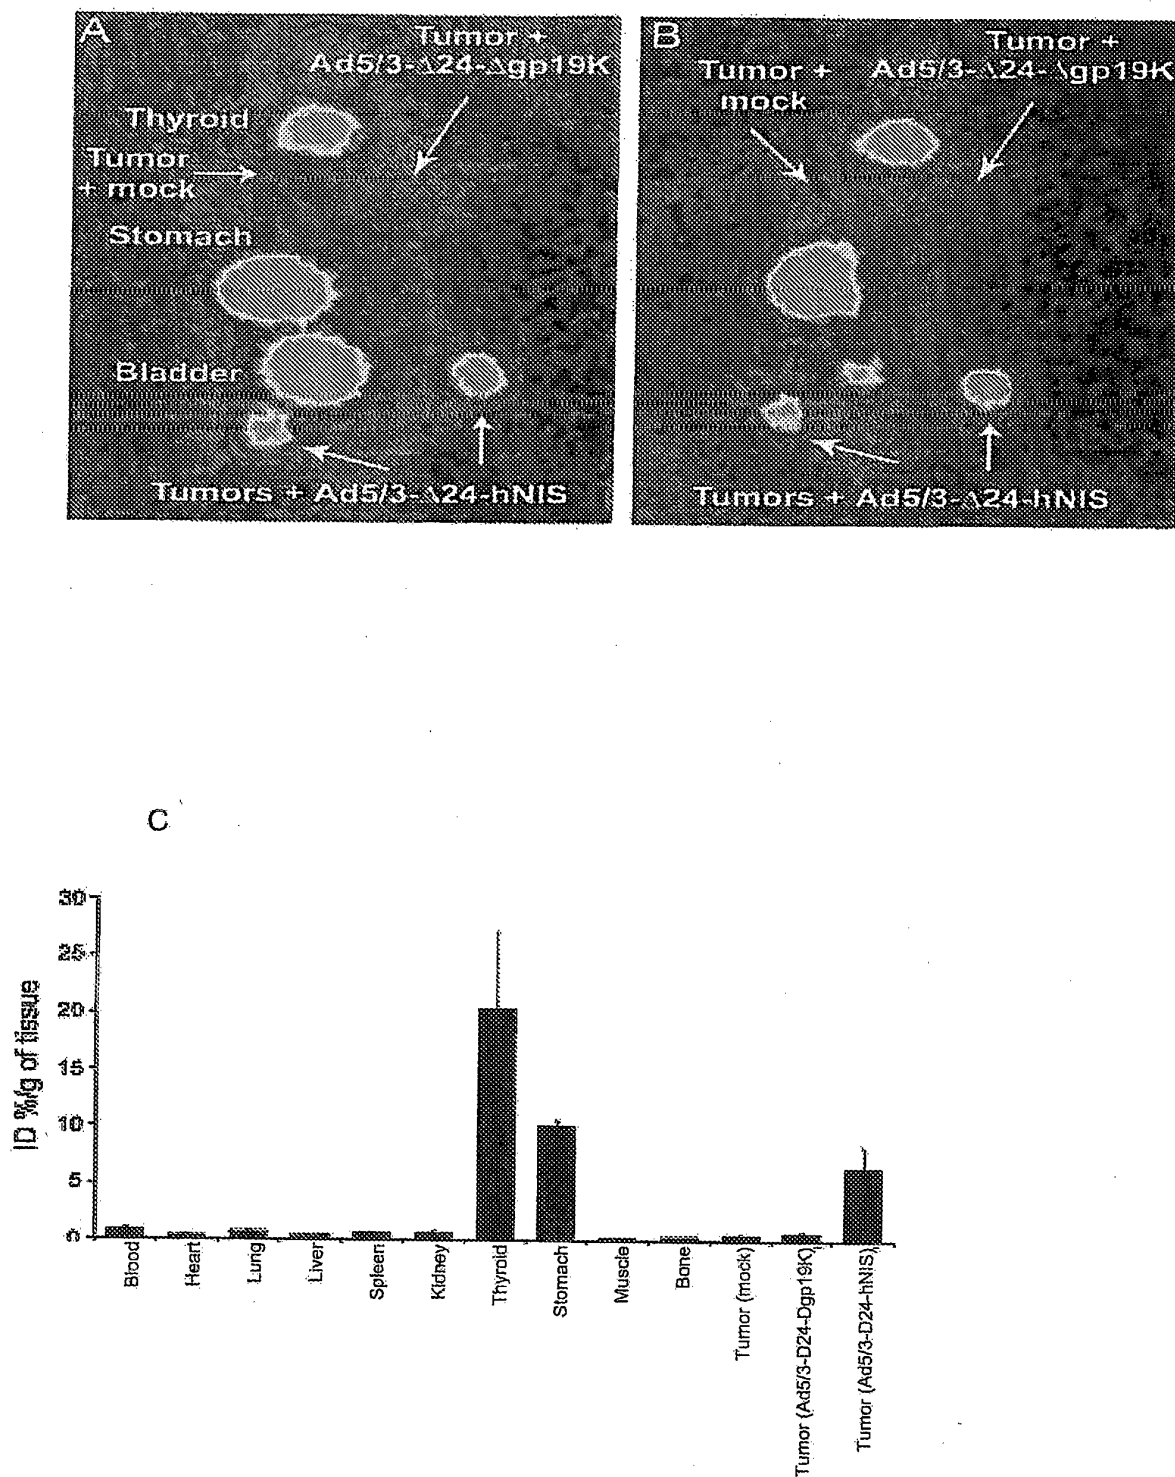 A
Tumor +
Ad5/3-Δ24-Δgp19K
Thyroid
Tumor
+ mock
Stomach
Bladder
Tumors + Ad5/3-Δ24-hNIS
B
Tumor +
Ad5/3-Δ24-Δgp19K
Tumor +
mock
Tumors + Ad5/3-Δ24-hNIS
C
ID %/g of tissue
30
25
20
15
10
5
0
Blood
Heart
Lung
Liver
Spleen
Kidney
Thyroid
Stomach
Muscle
Bone
Tumor (mock)
Tumor (Ad5/3-D24-Dgp19K)
Tumor (Ad5/3-D24-hNIS)